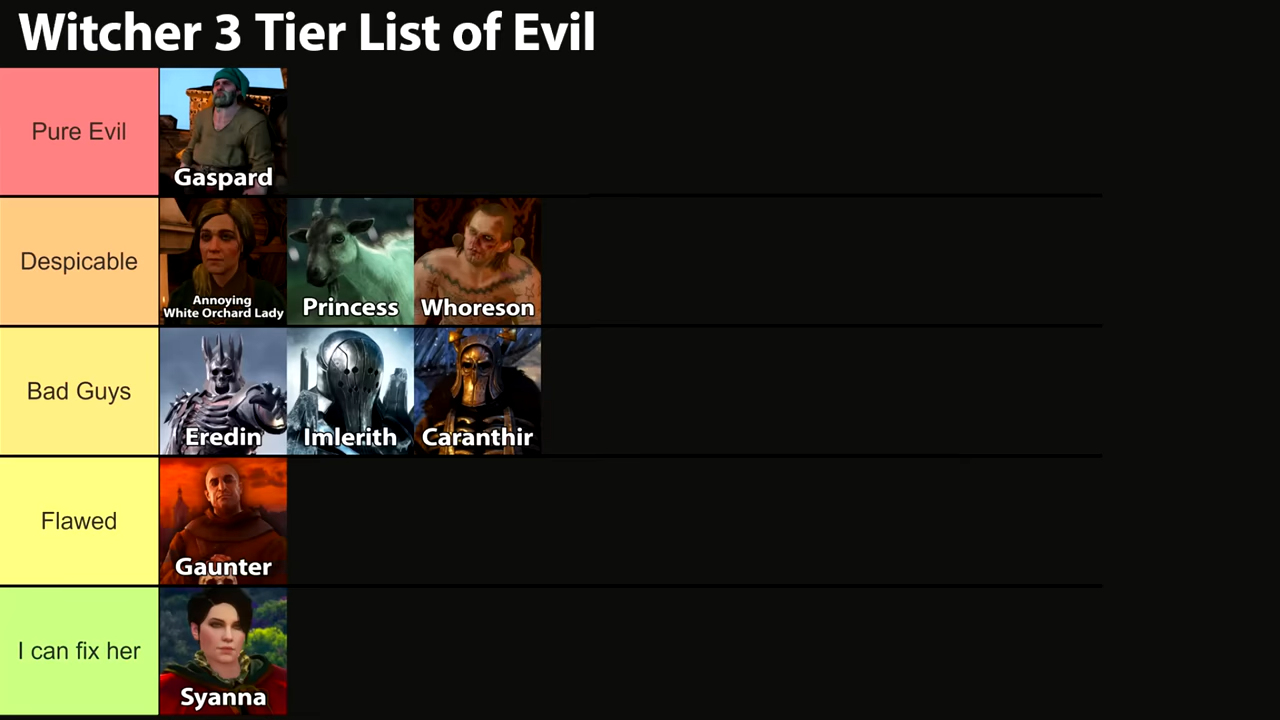 Witcher 3 Tier List of Evil
Pure Evil
Gaspard
Despicable
Annoying
White Orchard Lady
Princess
Whoreson
Bad Guys
Eredin
Imlerith
Caranthir
Flawed
Gaunter
I can fix her
Syanna